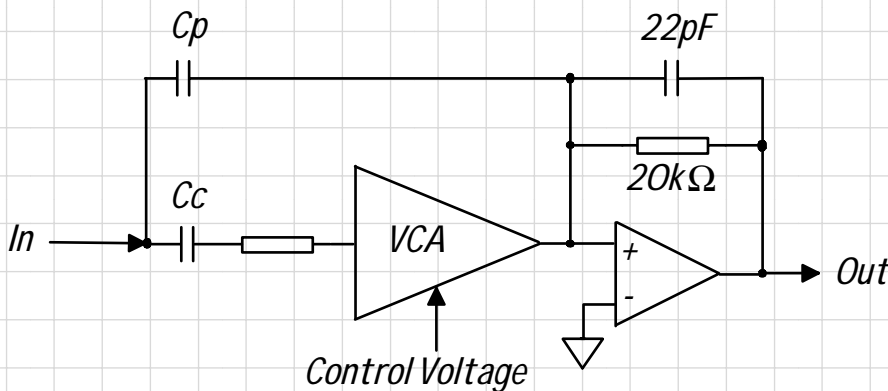 Cp
22pF
20kΩ
Cc
In
VCA
+
-
Out
Control Voltage